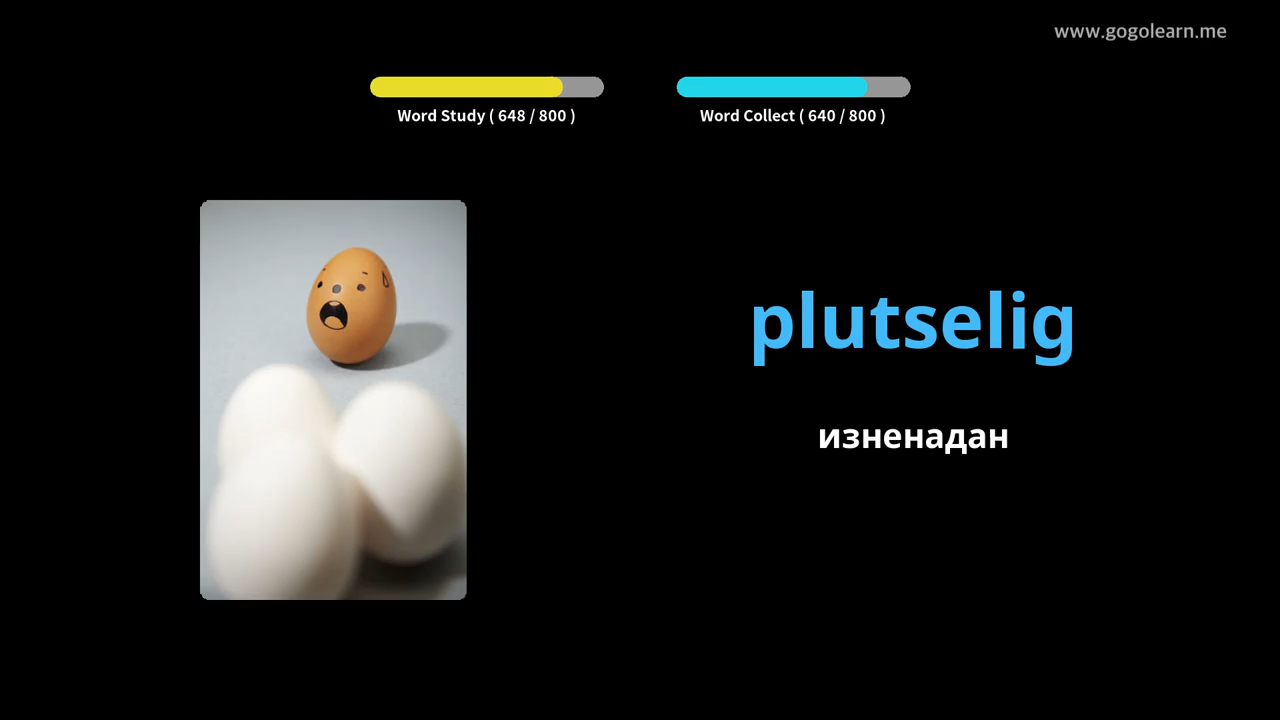 www.gogolearn.me
Word Study ( 648 / 800 )
Word Collect ( 640 / 800 )
plutselig
изненадан